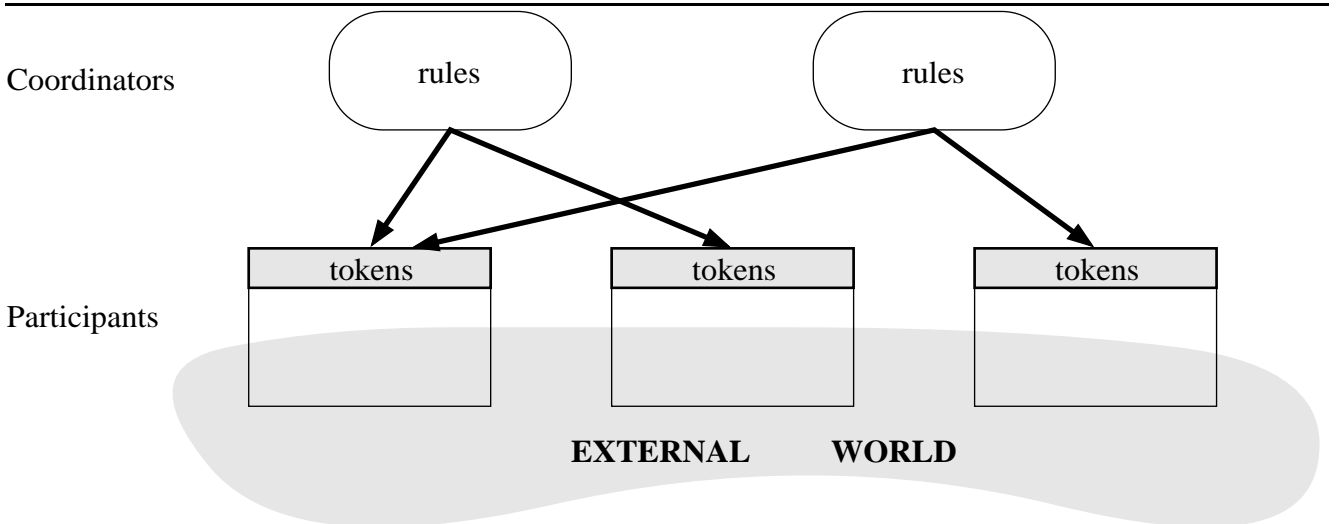 Coordinators
rules
rules
tokens
tokens
tokens
Participants
EXTERNAL WORLD